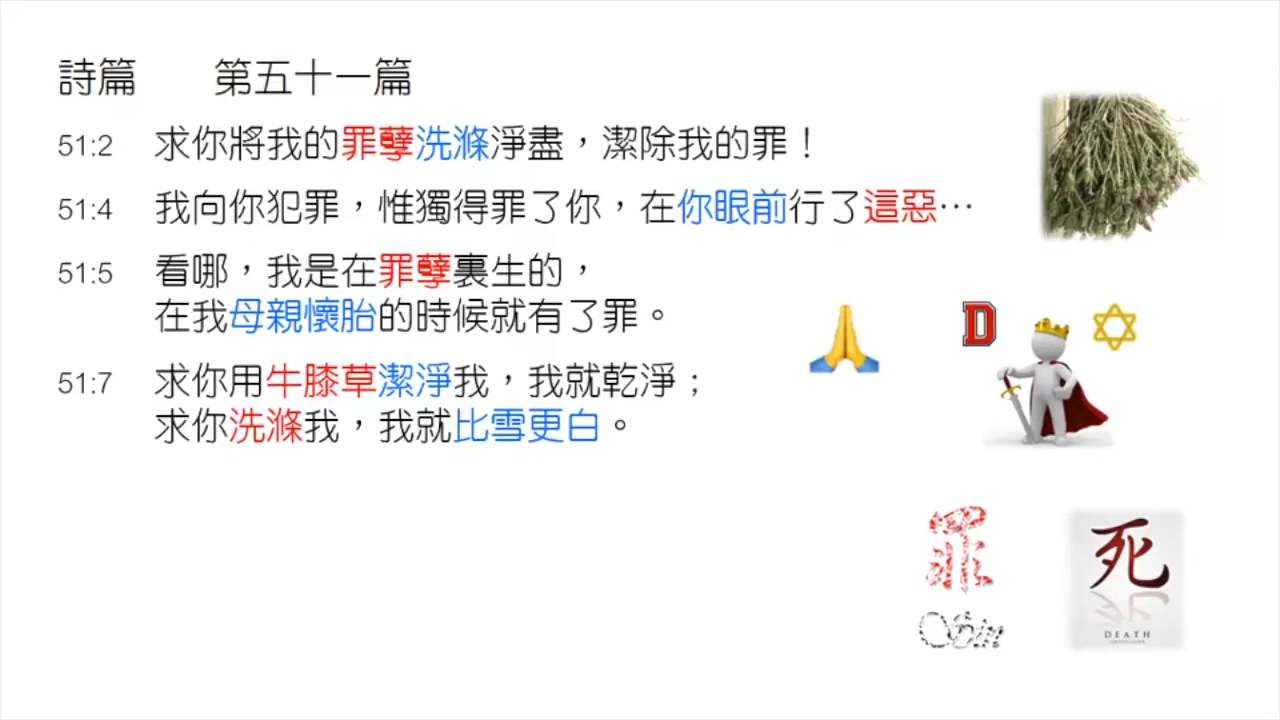 詩篇 第五十一篇
51:2 求你將我的罪孽洗滌淨盡，潔除我的罪！
51:4 我向你犯罪，惟獨得罪了你，在你眼前行了這惡…
51:5 看哪，我是在罪孽裏生的，
在我母親懷胎的時候就有了罪。
51:7 求你用牛膝草潔淨我，我就乾淨；
求你洗滌我，我就比雪更白。
D
罪
Sin
死
DEATH